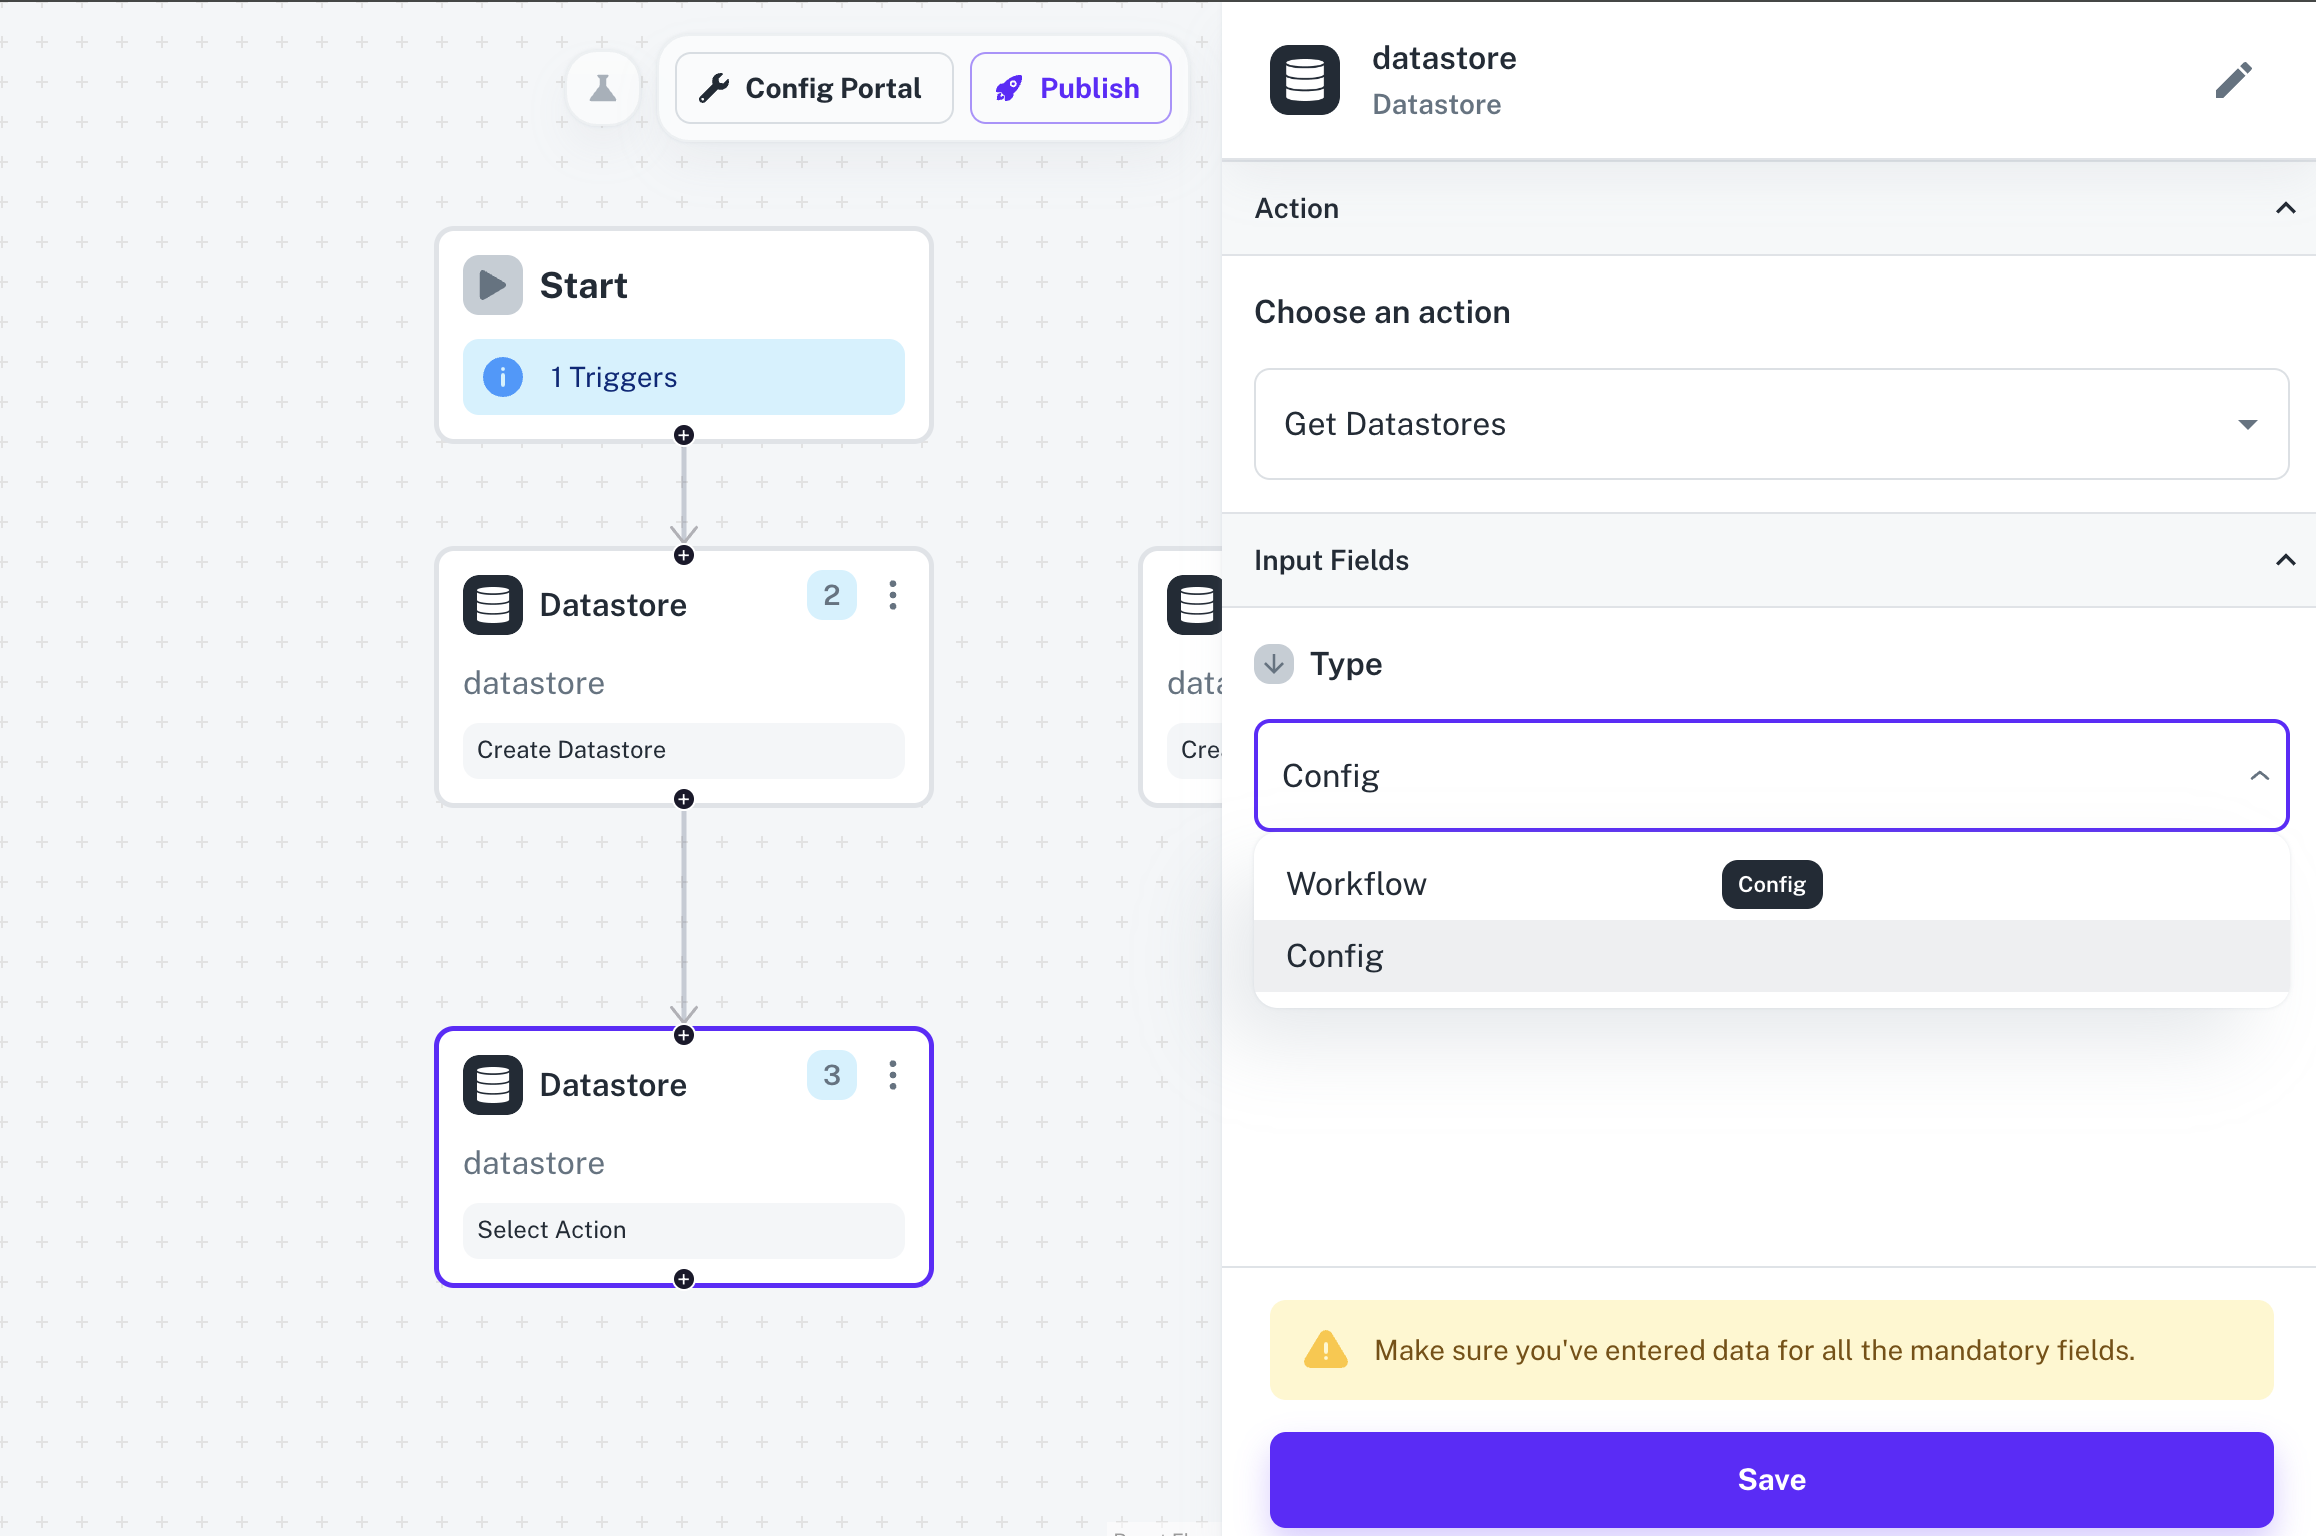 Config Portal
Publish
Start
1 Triggers
Datastore
2
datastore
Create Datastore
Datastore
3
datastore
Select Action
datastore
Datastore
Action
Choose an action
Get Datastores
Input Fields
Type
Config
Workflow
Config
Config
Make sure you've entered data for all the mandatory fields.
Save